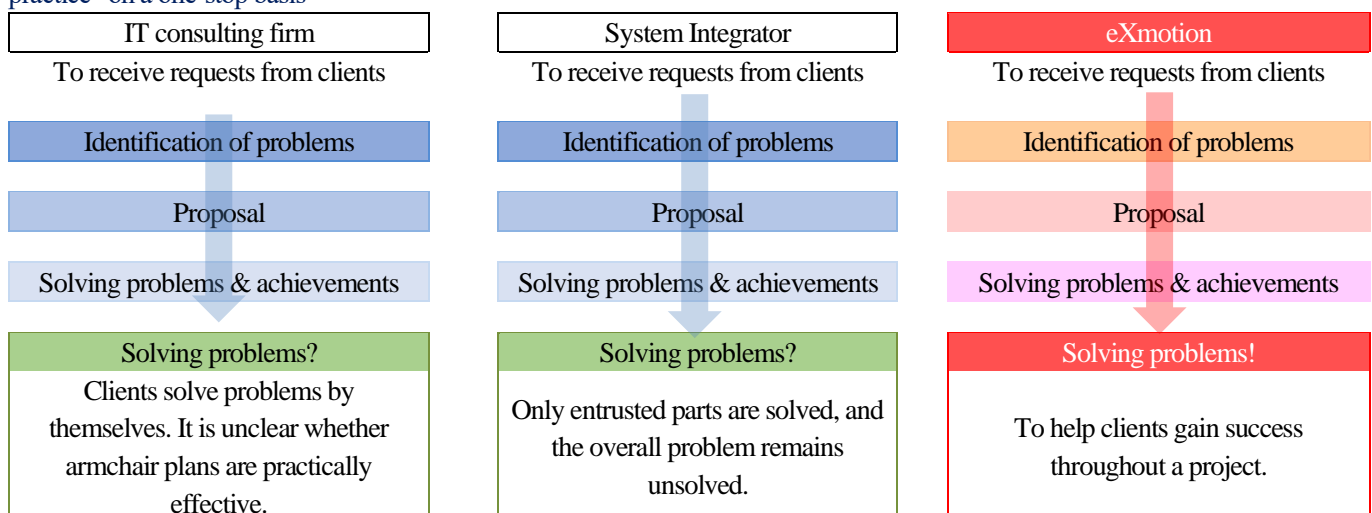 practice" on a one-stop basis
IT consulting firm
To receive requests from clients
Identification of problems
Proposal
Solving problems & achievements
Solving problems?
Clients solve problems by
themselves. It is unclear whether
armchair plans are practically
effective.
System Integrator
To receive requests from clients
Identification of problems
Proposal
Solving problems & achievements
Solving problems?
Only entrusted parts are solved, and
the overall problem remains
unsolved.
eXmotion
To receive requests from clients
Identification of problems
Proposal
Solving problems & achievements
Solving problems!
To help clients gain success
throughout a project.